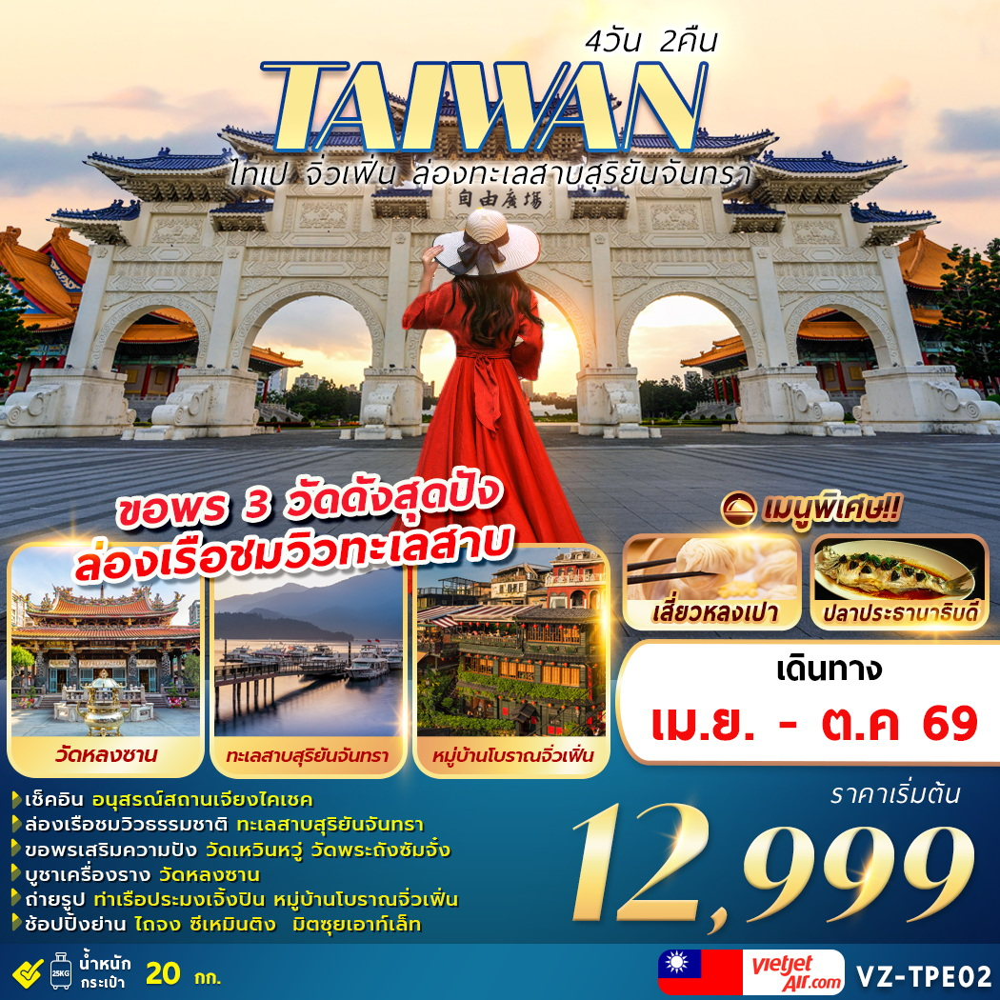 4วัน 2คืน
TAIWAN
ไทเป จิ่วเฟิ่น ล่องทะเลสาบสุริยันจันทรา
自由廣場
ขอพร 3 วัดดังสุดปัง
ล่องเรือชมวิวทะเลสาบ
เมนูพิเศษ!!
เสี่ยวหลงเปา
ปลาประธานาธิบดี
เดินทาง
เม.ย. - ต.ค 69
วัดหลงซาน
ทะเลสาบสุริยันจันทรา
หมู่บ้านโบราณจิ่วเฟิ่น
เช็คอิน อนุสรณ์สถานเจียงไคเชค
ล่องเรือชมวิวธรรมชาติ ทะเลสาบสุริยันจันทรา
ขอพรเสริมความปัง วัดเหวินหวู่ วัดพระถังซัมจั๋ง
บูชาเครื่องราง วัดหลงซาน
ถ่ายรูป ท่าเรือประมงเจิ้งปิน หมู่บ้านโบราณจิ่วเฟิ่น
ช้อปปิ้งย่าน ไถจง ซีเหมินติง มิตซุยเอาท์เล็ท
ราคาเริ่มต้น
12,999
25KG
น้ำหนัก
กระเป๋า
20 กก.
vietjet
Air.com
VZ-TPE02